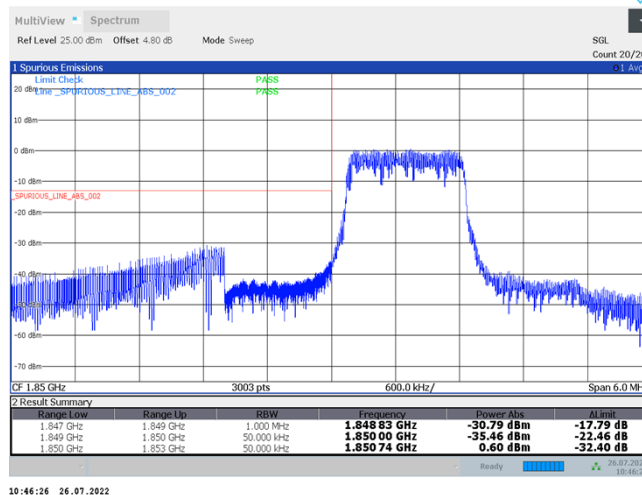 MultiView Spectrum
Ref Level 25.00 dBm Offset 4.80 dB Mode Sweep SGL
Count 20/20
1 Spurious Emissions 1 Avg
Limit Check PASS
20 dBm
Line _SPURIOUS_LINE_ABS_002 PASS
10 dBm
0 dBm
-10 dBm
_SPURIOUS_LINE_ABS_002
-20 dBm
-30 dBm
-40 dBm
-50 dBm
-60 dBm
-70 dBm
CF 1.85 GHz 3003 pts 600.0 kHz/ Span 6.0 MH
2 Result Summary
Range Low Range Up RBW Frequency Power Abs ΔLimit
1.847 GHz 1.849 GHz 1.000 MHz 1.848 83 GHz -30.79 dBm -17.79 dB
1.849 GHz 1.850 GHz 50.000 kHz 1.850 00 GHz -35.46 dBm -22.46 dB
1.850 GHz 1.853 GHz 50.000 kHz 1.850 74 GHz 0.60 dBm -32.40 dB
Ready 26.07.202
10:46:2
10:46:26 26.07.2022